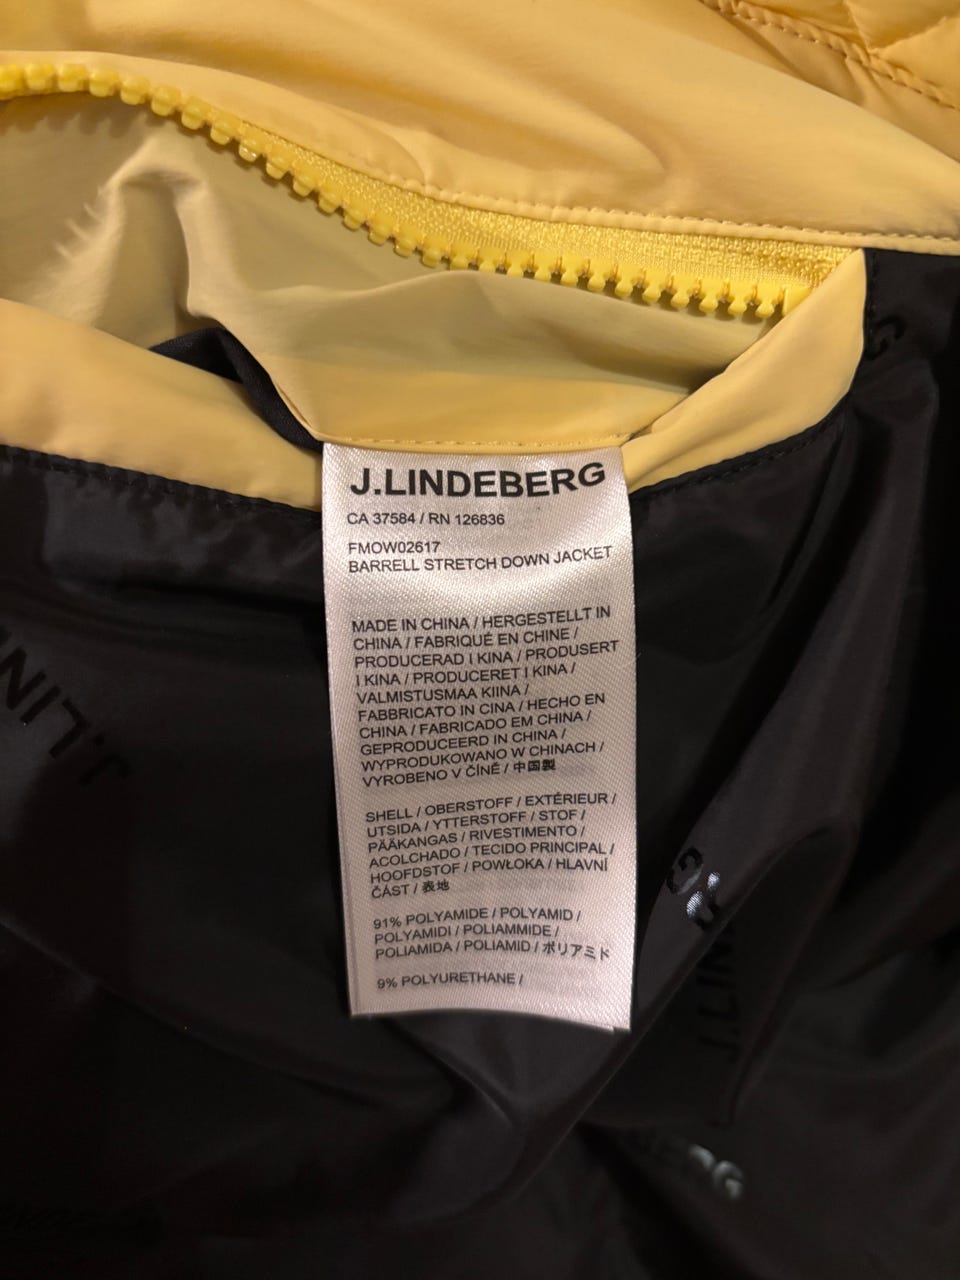 J.LINDEBERG
CA 37584 / RN 126836
FMOW02617
BARRELL STRETCH DOWN JACKET
MADE IN CHINA / HERGESTELLT IN
CHINA / FABRIQUÉ EN CHINE /
PRODUCERAD I KINA / PRODUSERT
I KINA / PRODUCERET I KINA /
VALMISTUSMAA KIINA /
FABBRICATO IN CINA / HECHO EN
CHINA / FABRICADO EM CHINA /
GEPRODUCEERD IN CHINA /
WYPRODUKOWANO W CHINACH /
VYROBENO V ČÍNĚ / 中国製
SHELL / OBERSTOFF / EXTÉRIEUR /
UTSIDA / YTTERSTOFF / STOF /
PÄÄKANGAS / RIVESTIMENTO /
ACOLCHADO / TECIDO PRINCIPAL /
HOOFDSTOF / POWŁOKA / HLAVNÍ
ČÁST / 表地
91% POLYAMIDE / POLYAMID /
POLYAMIDI / POLIAMMIDE /
POLIAMIDA / POLIAMID / ポリアミド
9% POLYURETHANE /
J.LIN
J.LIN
ERG